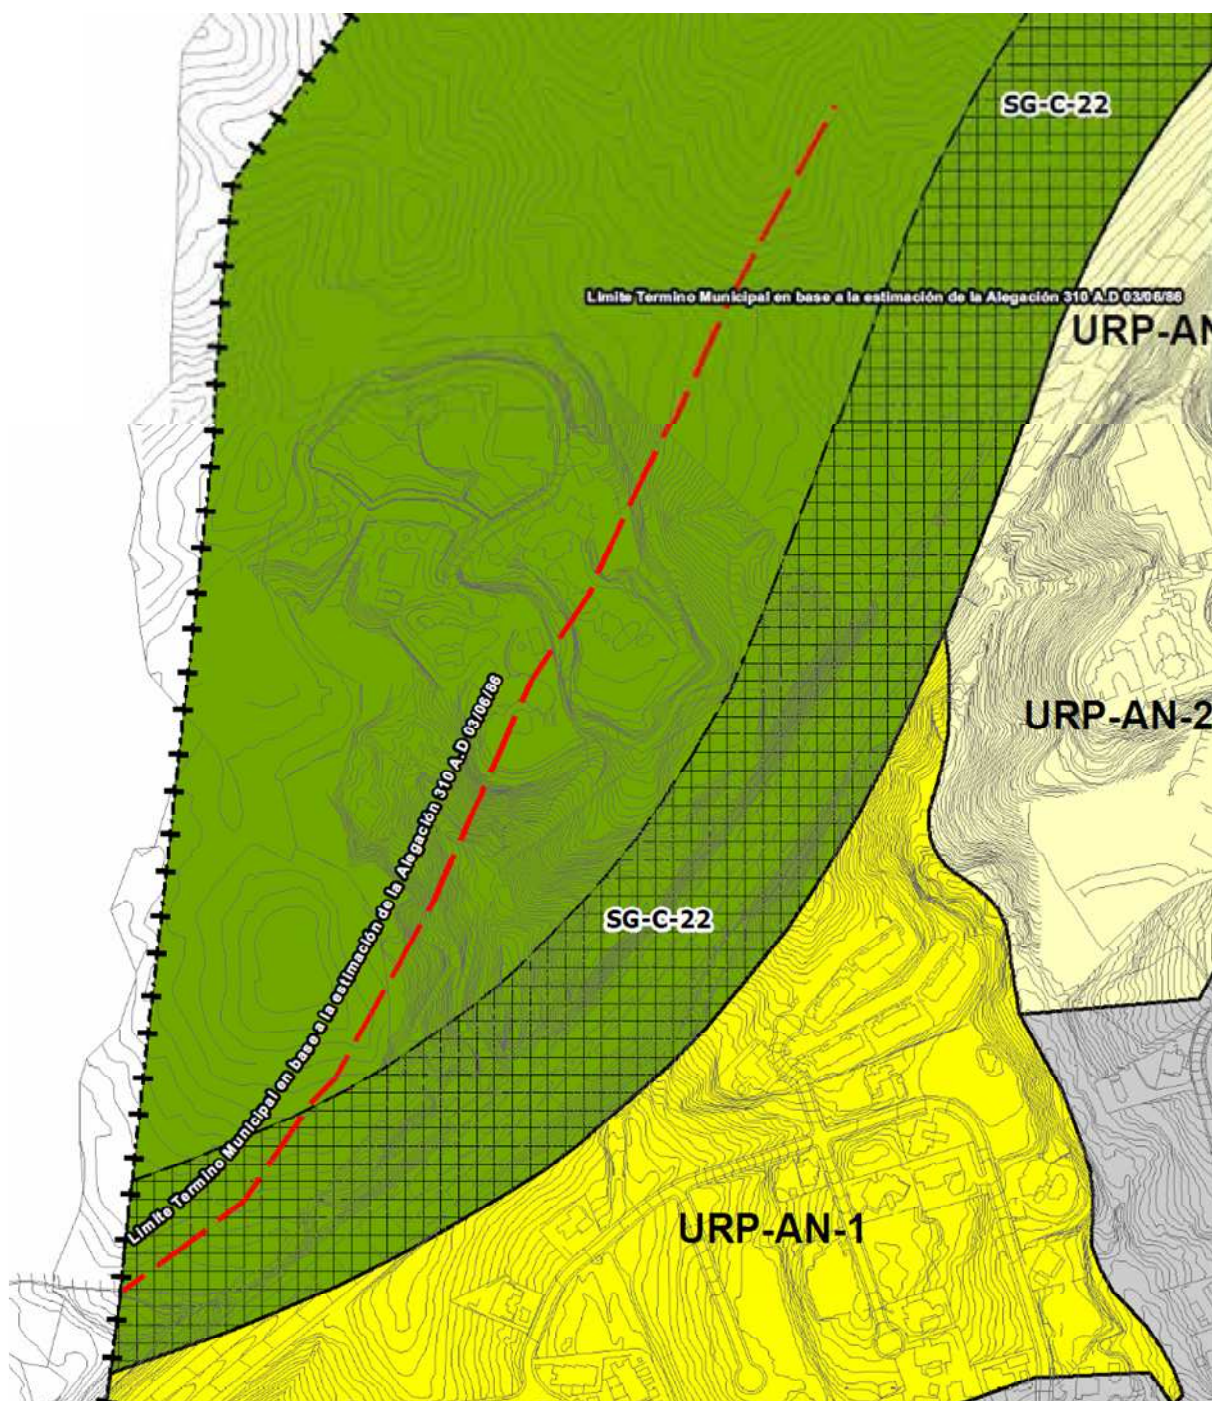 SG-C-22
Limite Termino Municipal en base a la estimación de la Alegación 310 A.D 03/06/86
URP-AN
Limite Termino Municipal en base a la estimación de la Alegación 310 A.D 03/06/86
URP-AN-2
SG-C-22
URP-AN-1